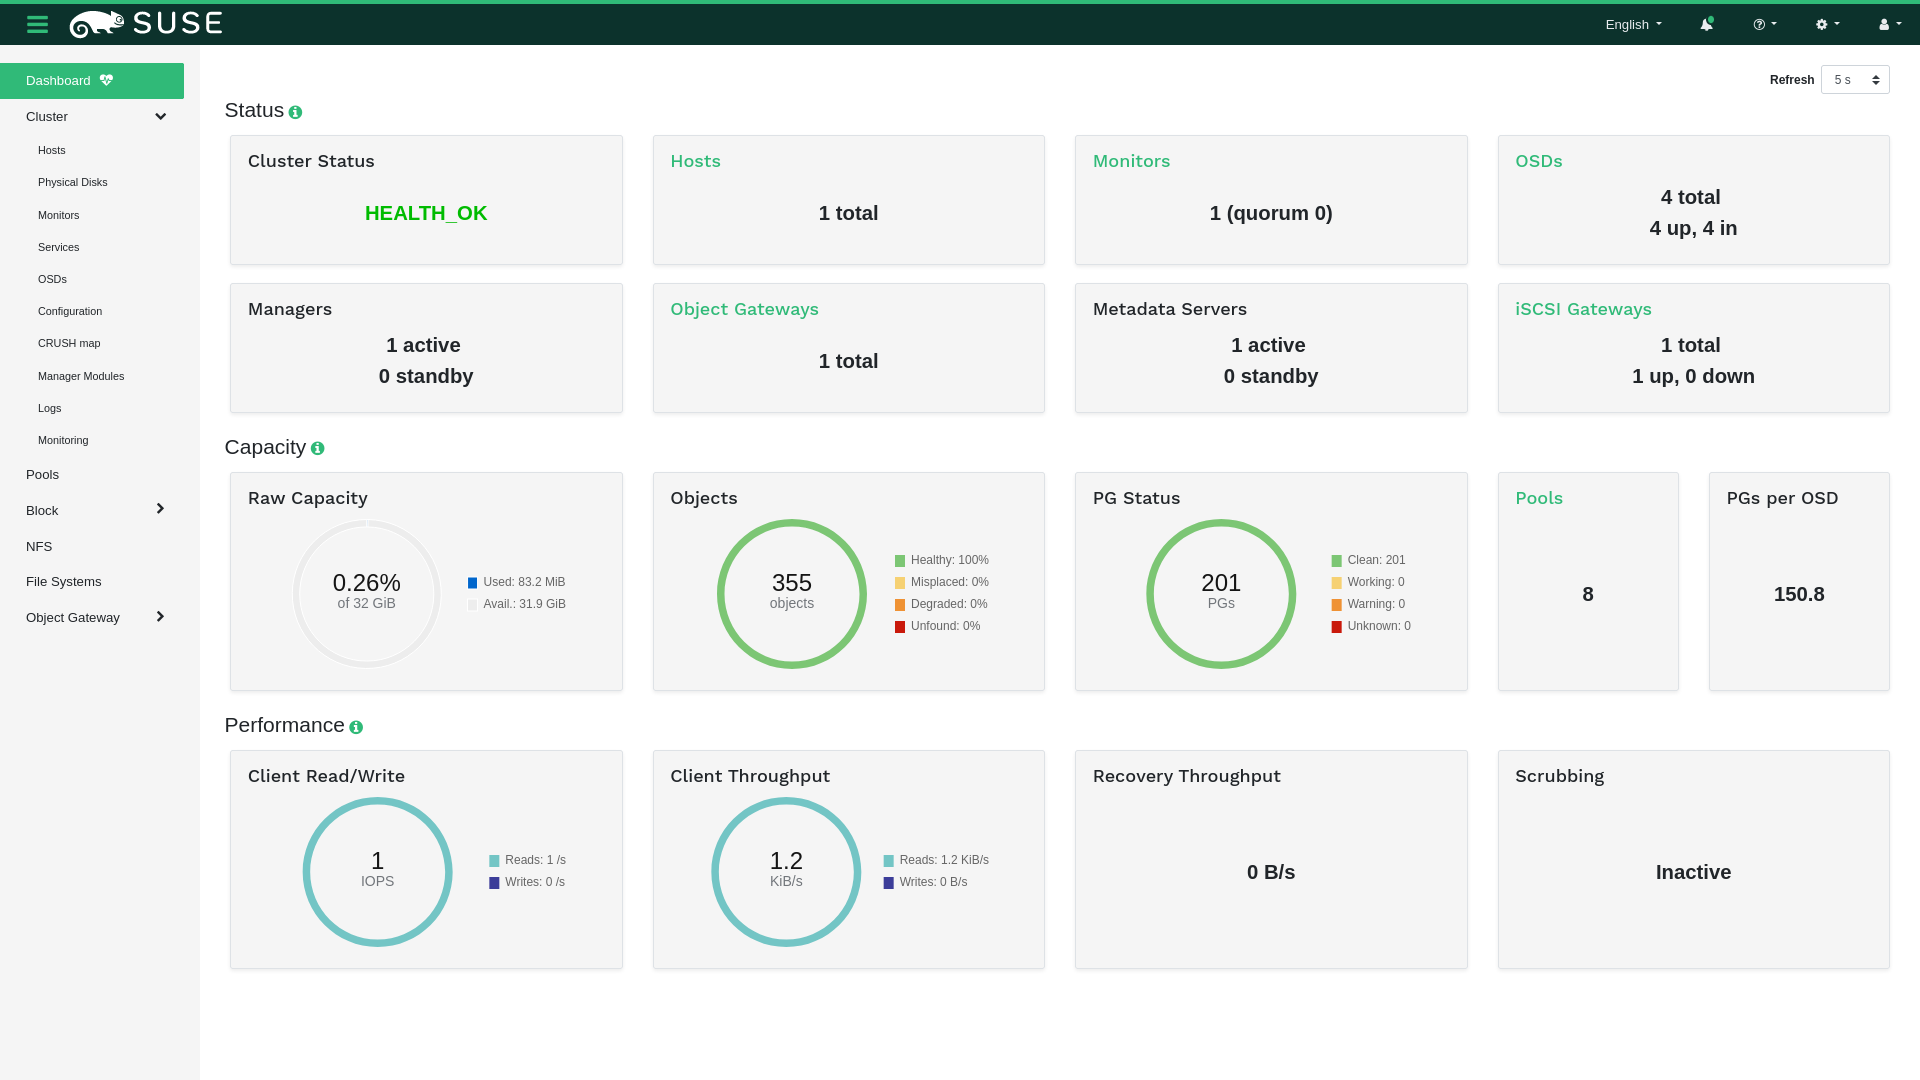 SUSE
English
Dashboard
Cluster
Hosts
Physical Disks
Monitors
Services
OSDs
Configuration
CRUSH map
Manager Modules
Logs
Monitoring
Pools
Block
NFS
File Systems
Object Gateway
Refresh 5 s
Status
Cluster Status
HEALTH_OK
Hosts
1 total
Monitors
1 (quorum 0)
OSDs
4 total
4 up, 4 in
Managers
1 active
0 standby
Object Gateways
1 total
Metadata Servers
1 active
0 standby
iSCSI Gateways
1 total
1 up, 0 down
Capacity
Raw Capacity
0.26%
of 32 GiB
Used: 83.2 MiB
Avail.: 31.9 GiB
Objects
355
objects
Healthy: 100%
Misplaced: 0%
Degraded: 0%
Unfound: 0%
PG Status
201
PGs
Clean: 201
Working: 0
Warning: 0
Unknown: 0
Pools
8
PGs per OSD
150.8
Performance
Client Read/Write
1
IOPS
Reads: 1 /s
Writes: 0 /s
Client Throughput
1.2
KiB/s
Reads: 1.2 KiB/s
Writes: 0 B/s
Recovery Throughput
0 B/s
Scrubbing
Inactive